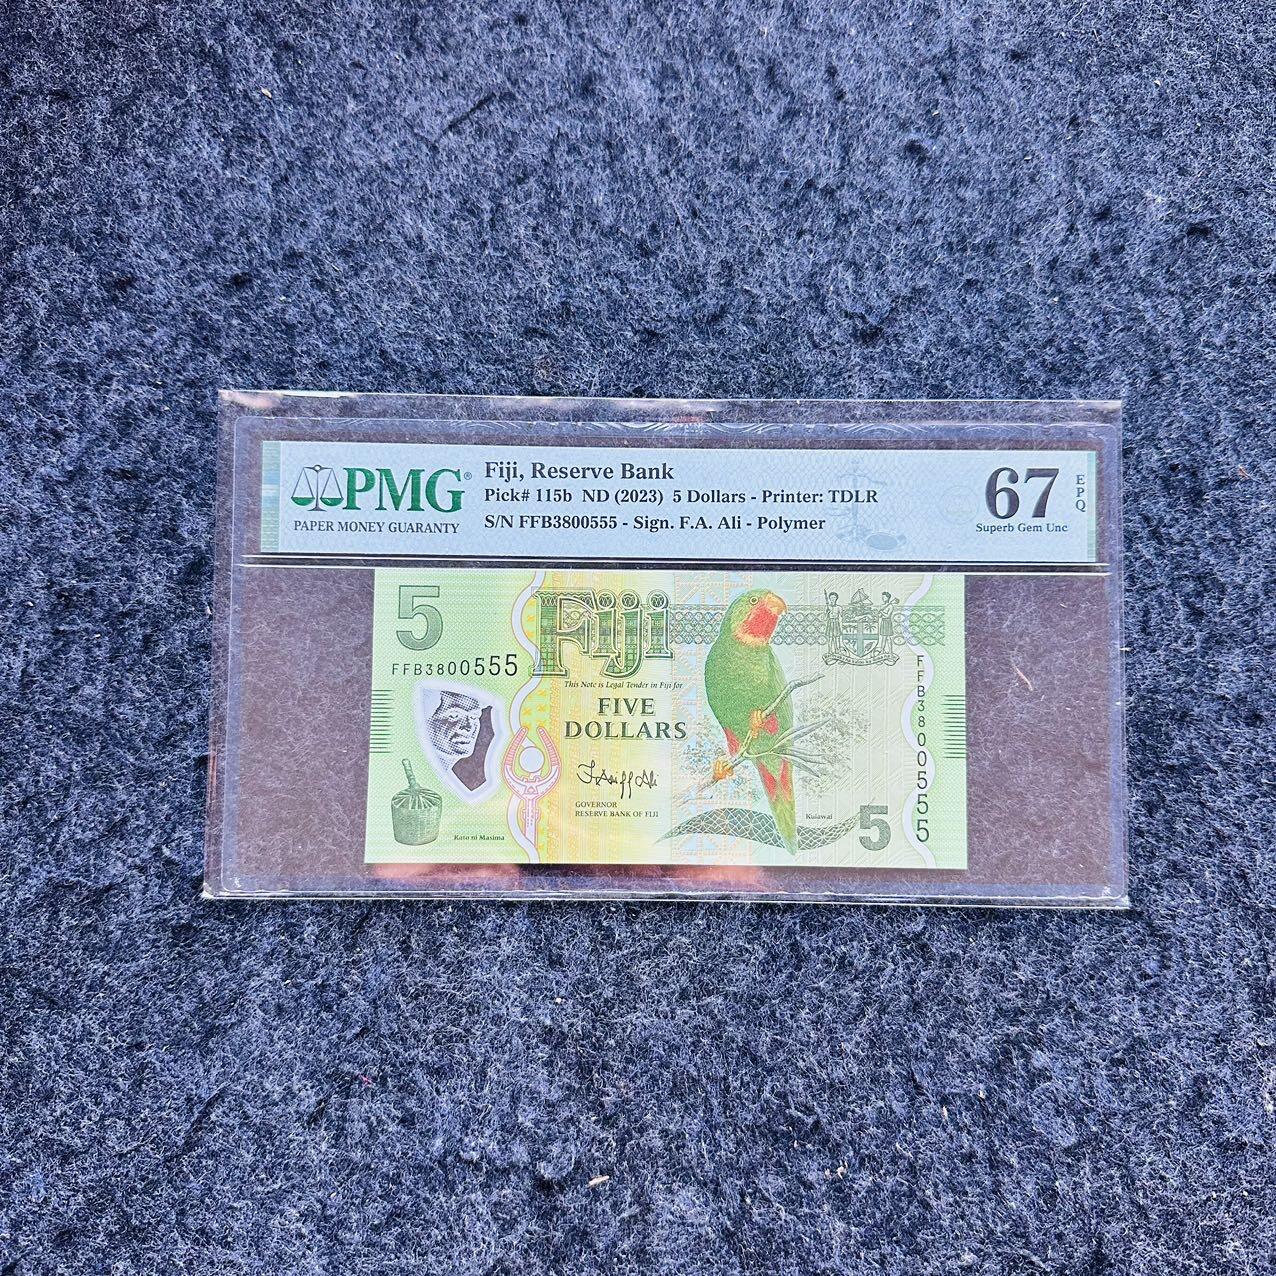 PMG®
PAPER MONEY GUARANTY
Fiji, Reserve Bank
Pick# 115b ND (2023) 5 Dollars - Printer: TDLR
S/N FFB3800555 - Sign. F.A. Ali - Polymer
67
EPQ
Superb Gem Unc
5
Fiji
FFB3800555
This Note is Legal Tender in Fiji for
FIVE
DOLLARS
GOVERNOR
RESERVE BANK OF FIJI
Kato ni Masima
Kulawai
5
FFB3800555